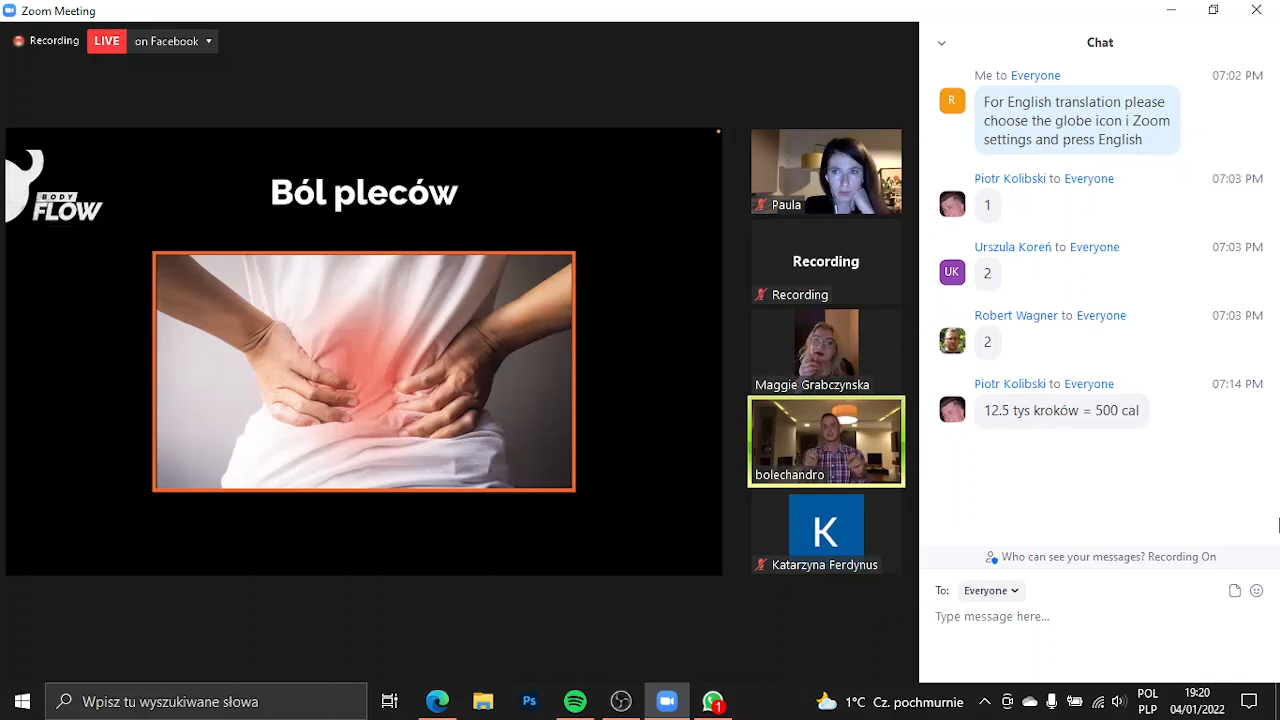 Zoom Meeting
Recording
LIVE
on Facebook
BODY
FLOW
Ból pleców
Paula
Recording
Recording
Maggie Grabczynska
bolechandro
K
Katarzyna Ferdynus
Chat
Me to Everyone 07:02 PM
R
For English translation please
choose the globe icon i Zoom
settings and press English
Piotr Kolibski to Everyone 07:03 PM
1
Urszula Koreń to Everyone 07:03 PM
UK
2
Robert Wagner to Everyone 07:03 PM
2
Piotr Kolibski to Everyone 07:14 PM
12.5 tys kroków = 500 cal
Who can see your messages? Recording On
To: Everyone
Type message here...
Wpisz tu wyszukiwane słowa
Ps
1
1°C Cz. pochmurnie
POL
PLP
19:20
04/01/2022